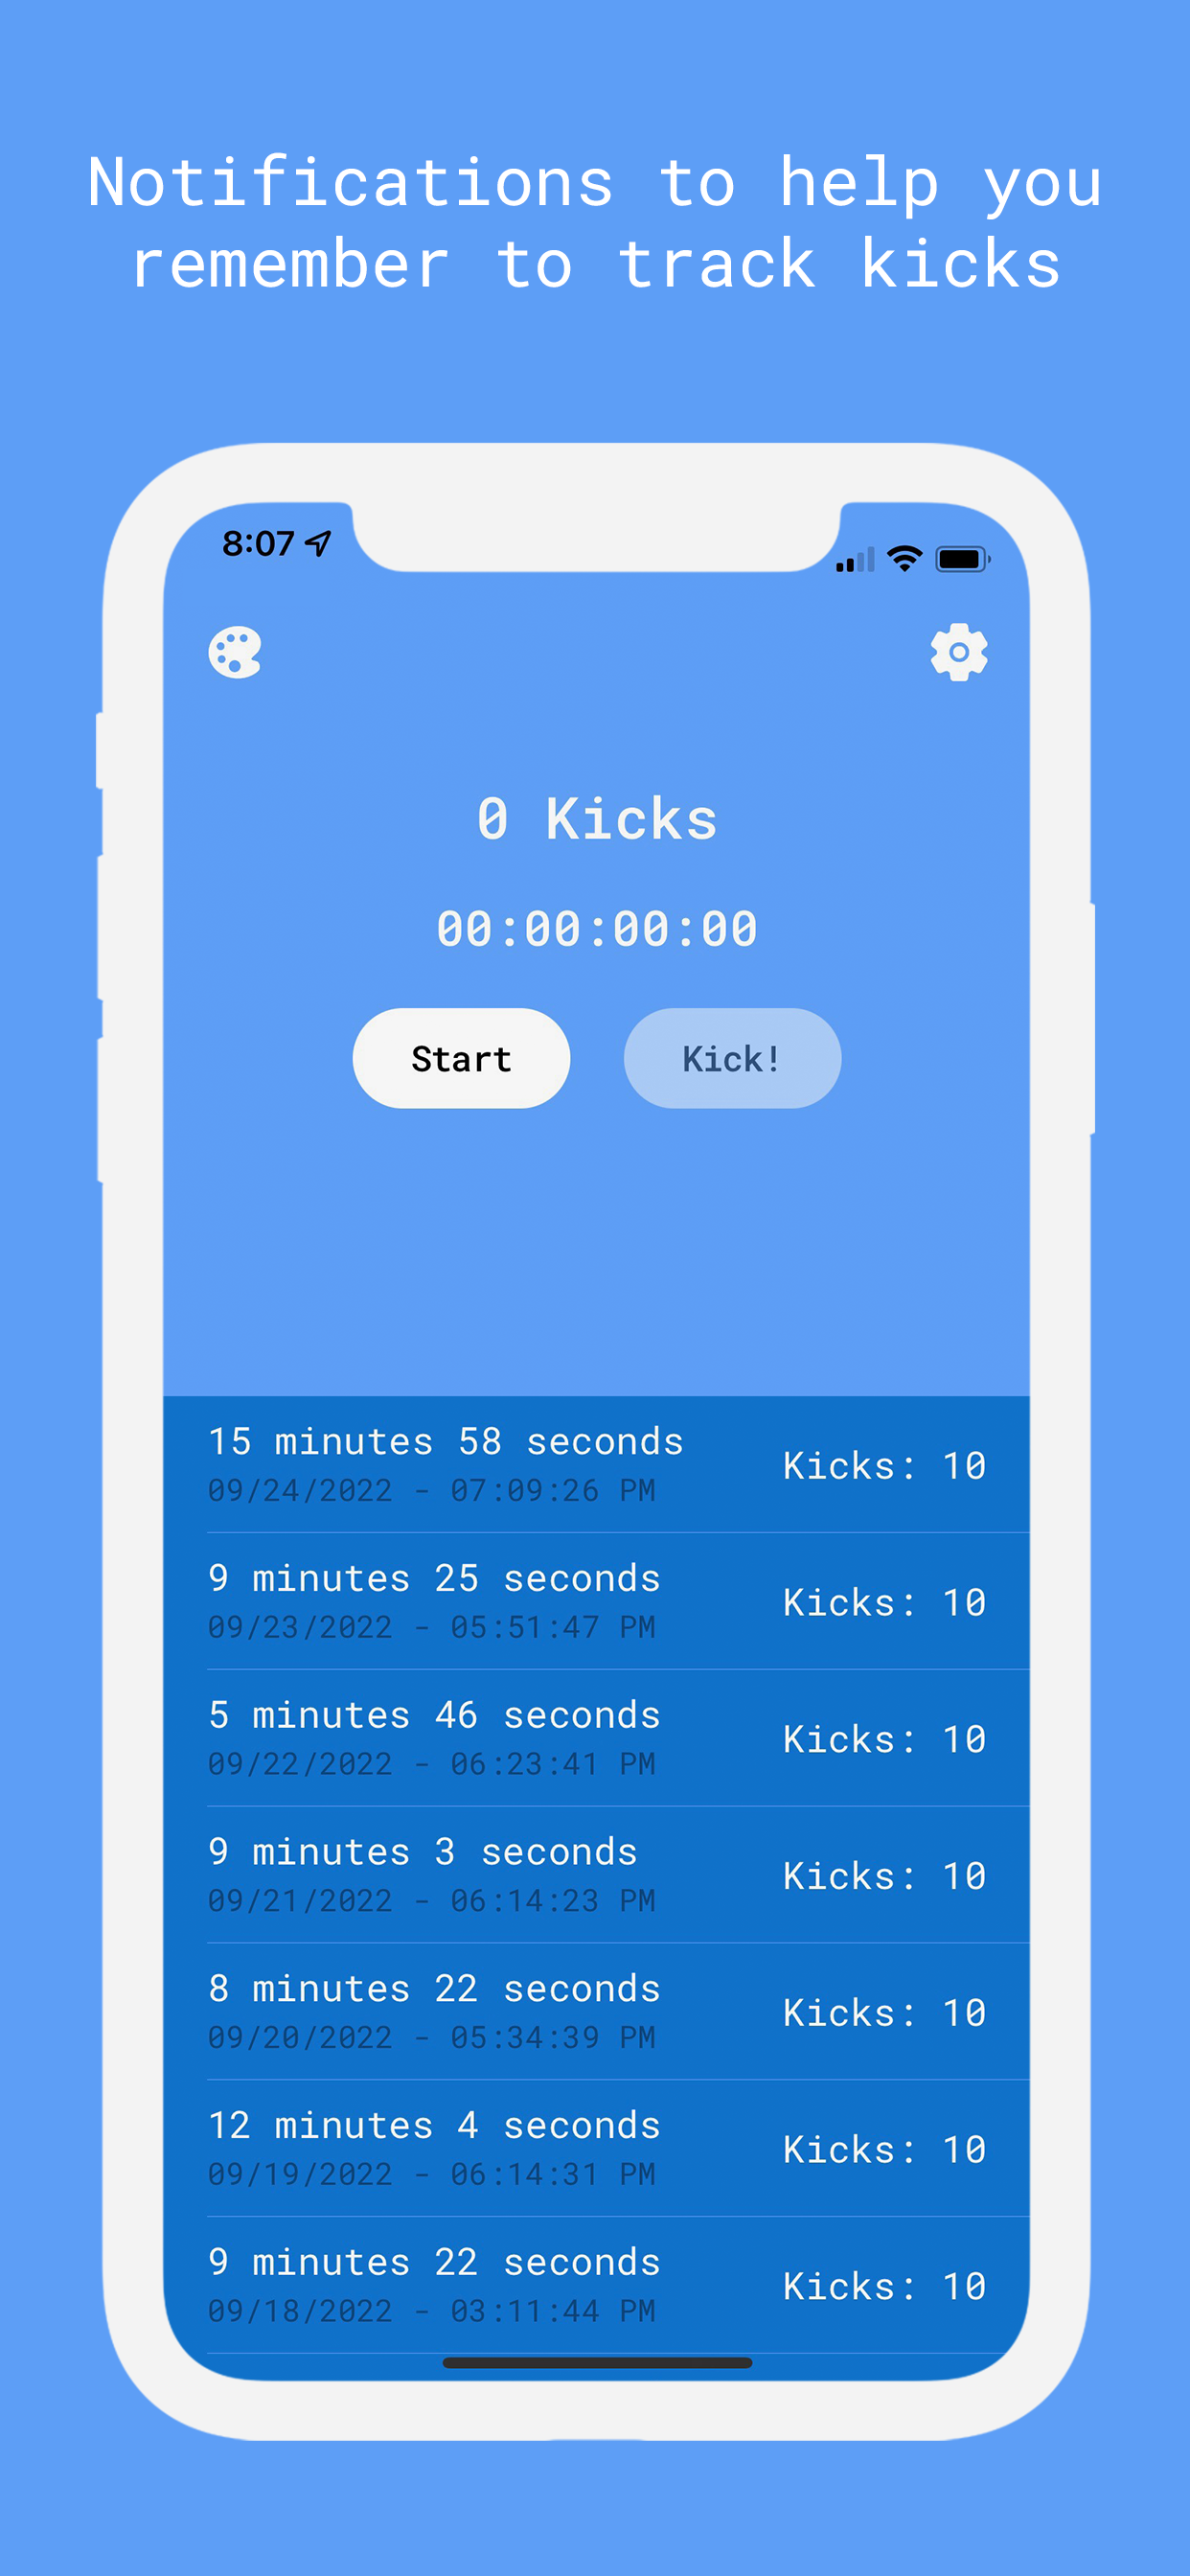 Notifications to help you
remember to track kicks
8:07
0 Kicks
00:00:00:00
Start
Kick!
15 minutes 58 seconds
Kicks: 10
09/24/2022 - 07:09:26 PM
9 minutes 25 seconds
Kicks: 10
09/23/2022 - 05:51:47 PM
5 minutes 46 seconds
Kicks: 10
09/22/2022 - 06:23:41 PM
9 minutes 3 seconds
Kicks: 10
09/21/2022 - 06:14:23 PM
8 minutes 22 seconds
Kicks: 10
09/20/2022 - 05:34:39 PM
12 minutes 4 seconds
Kicks: 10
09/19/2022 - 06:14:31 PM
9 minutes 22 seconds
Kicks: 10
09/18/2022 - 03:11:44 PM